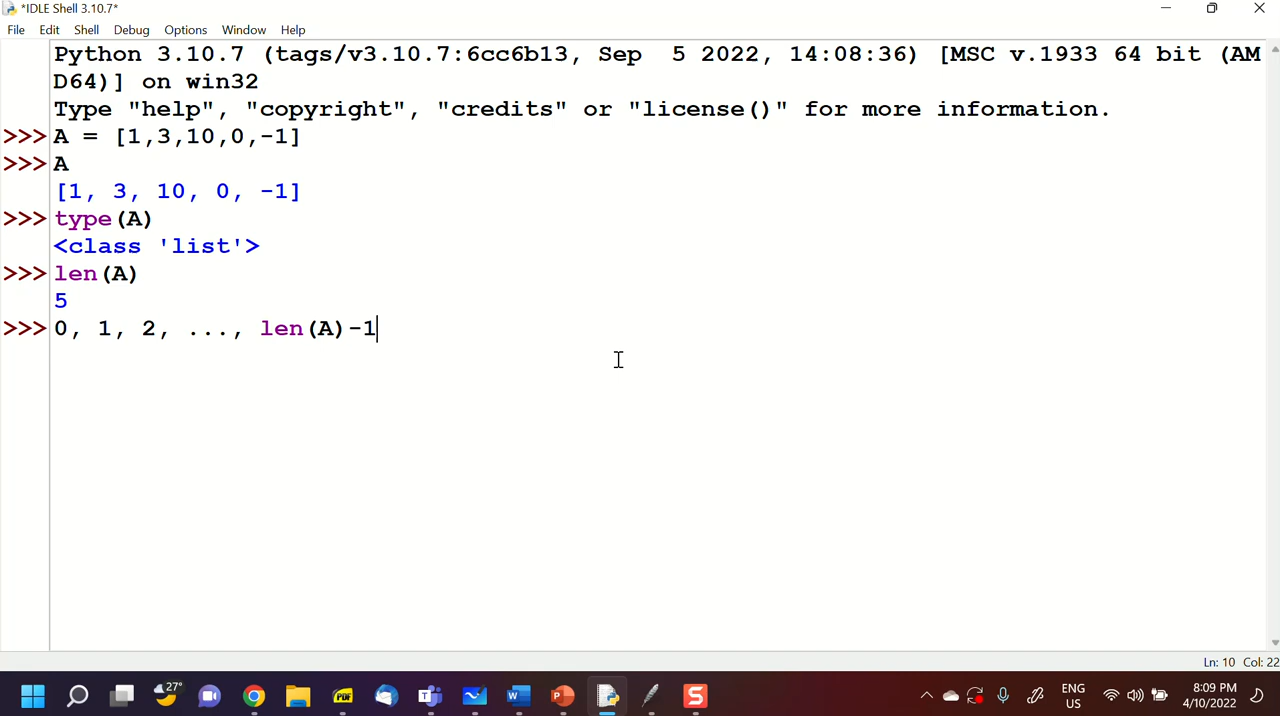 *IDLE Shell 3.10.7*
File Edit Shell Debug Options Window Help
Python 3.10.7 (tags/v3.10.7:6cc6b13, Sep  5 2022, 14:08:36) [MSC v.1933 64 bit (AM
D64)] on win32
Type "help", "copyright", "credits" or "license()" for more information.
>>> A = [1,3,10,0,-1]
>>> A
[1, 3, 10, 0, -1]
>>> type(A)
<class 'list'>
>>> len(A)
5
>>> 0, 1, 2, ..., len(A)-1
Ln: 10 Col: 22
27°
PDF
ENG
US
8:09 PM
4/10/2022